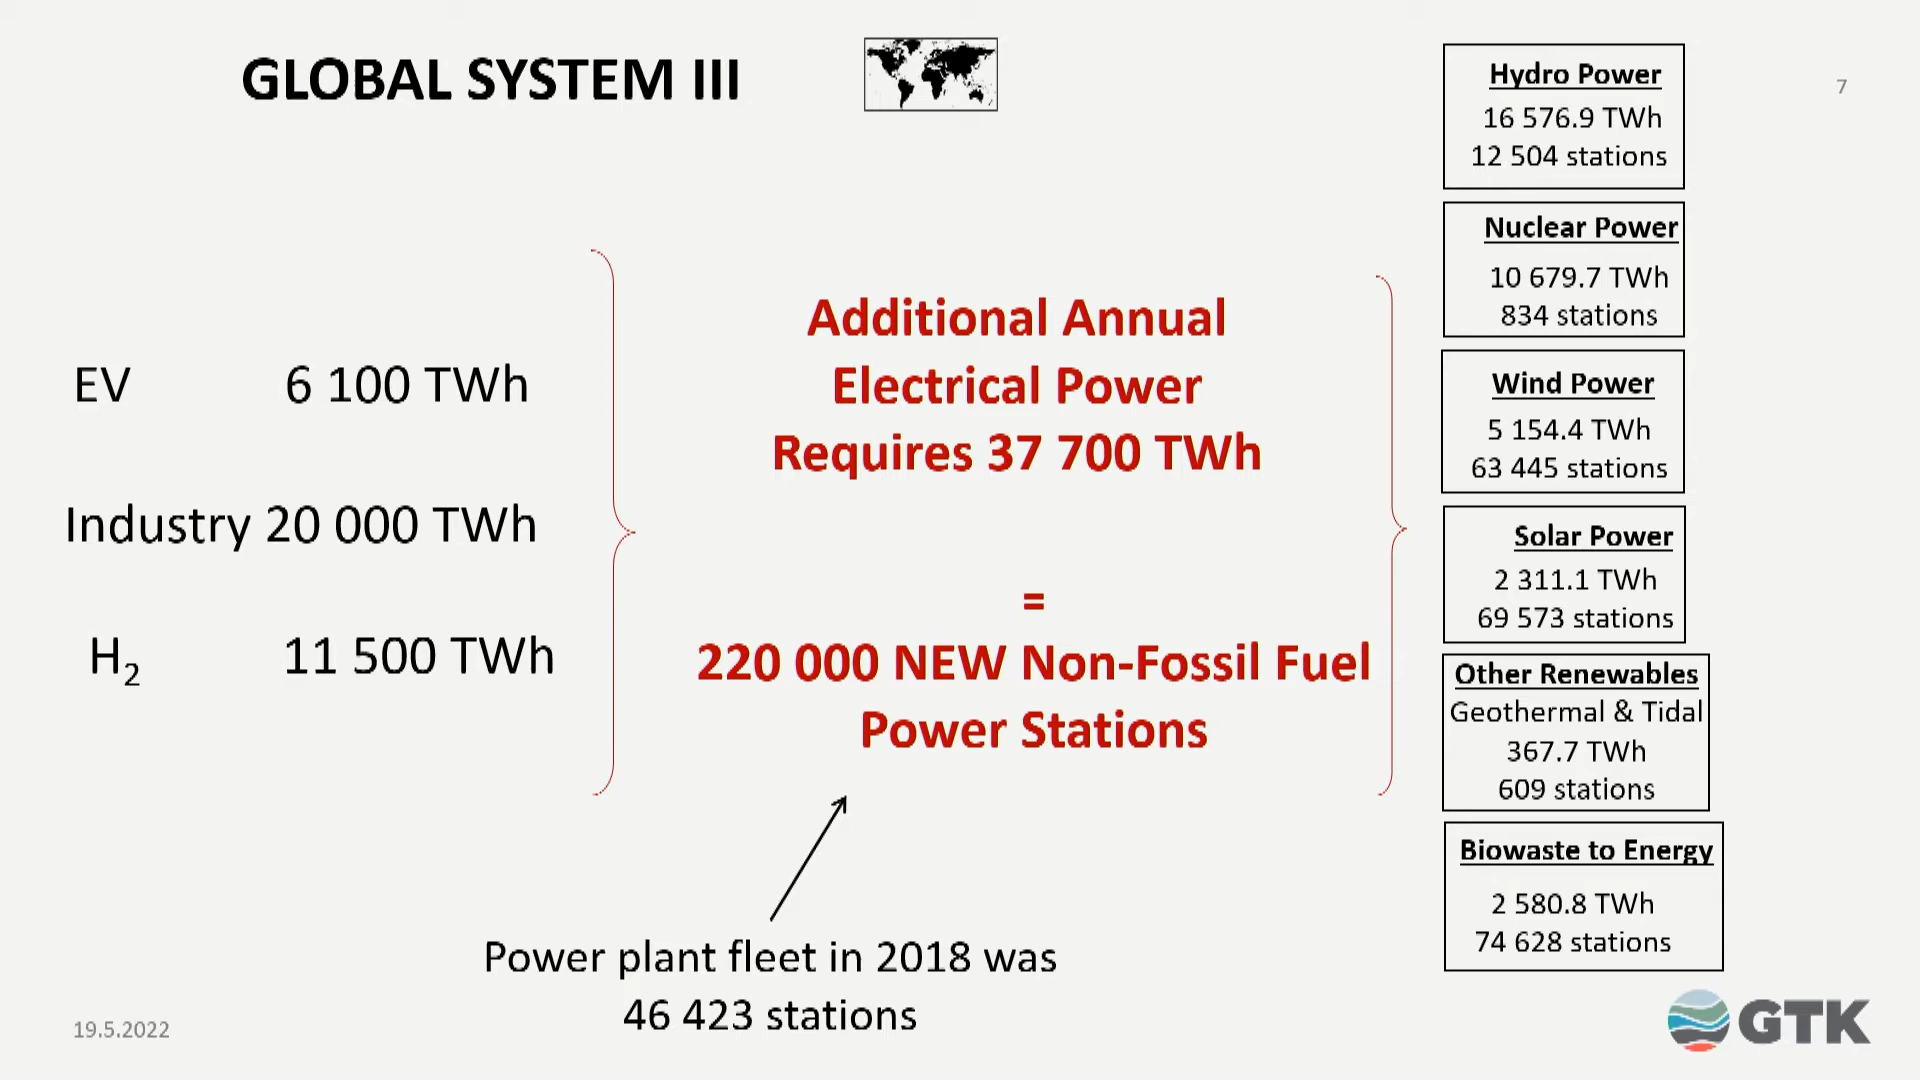 GLOBAL SYSTEM III
7
EV 6 100 TWh
Industry 20 000 TWh
H₂ 11 500 TWh
Additional Annual
Electrical Power
Requires 37 700 TWh
=
220 000 NEW Non-Fossil Fuel
Power Stations
Power plant fleet in 2018 was
46 423 stations
Hydro Power
16 576.9 TWh
12 504 stations
Nuclear Power
10 679.7 TWh
834 stations
Wind Power
5 154.4 TWh
63 445 stations
Solar Power
2 311.1 TWh
69 573 stations
Other Renewables
Geothermal & Tidal
367.7 TWh
609 stations
Biowaste to Energy
2 580.8 TWh
74 628 stations
19.5.2022
GTK